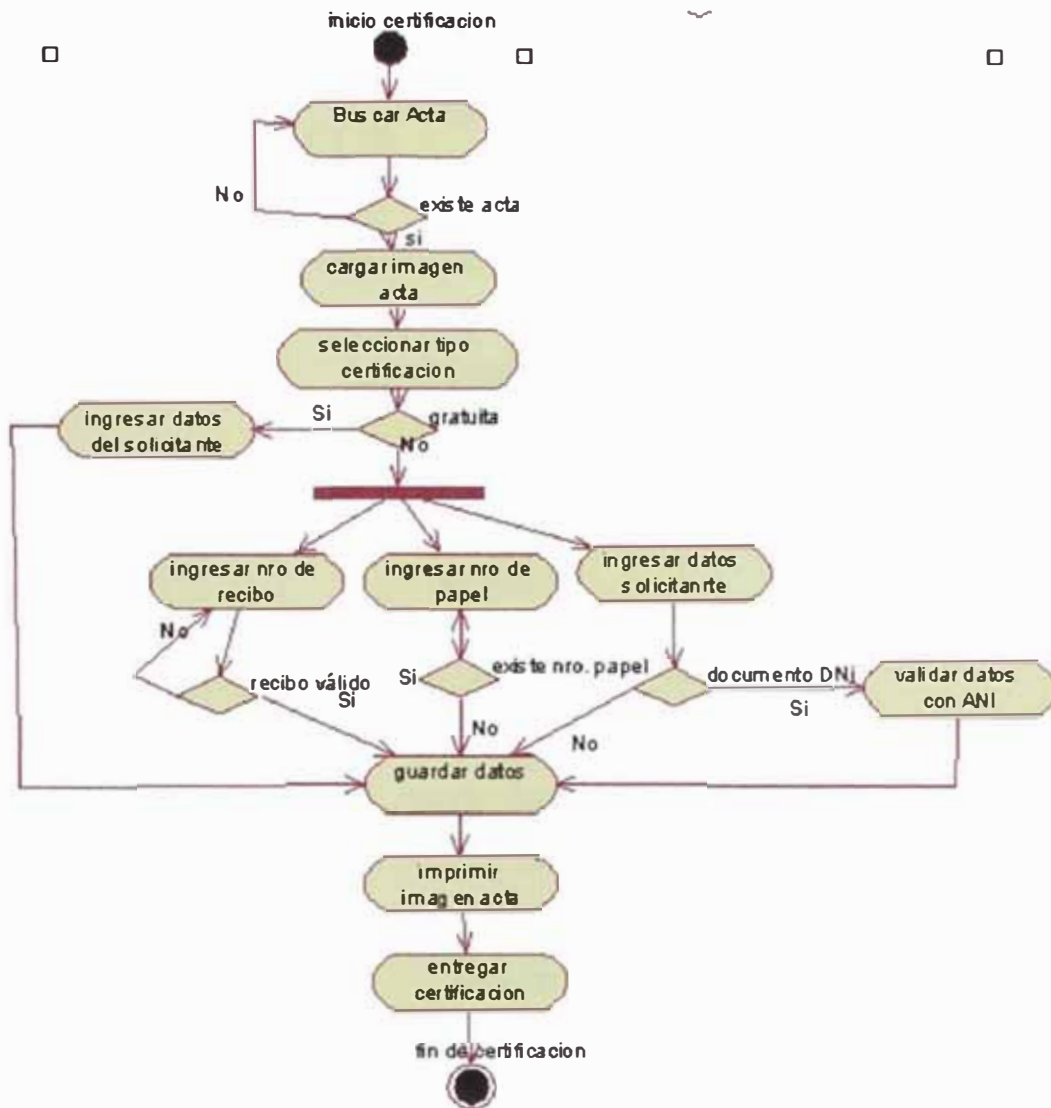 inicio certificacion
Buscar Acta
No
existe acta
si
cargar imagen
acta
seleccionar tipo
certificacion
ingresar datos
del solicitante
Si
gratuita
No
ingresar nro de
recibo
ingresar nro de
papel
ingresar datos
solicitanrte
No
recibo válido
Si
Si
existe nro. papel
No
documento DNi
Si
No
validar datos
con ANI
guardar datos
imprimir
imagen acta
entregar
certificacion
fin de certificacion